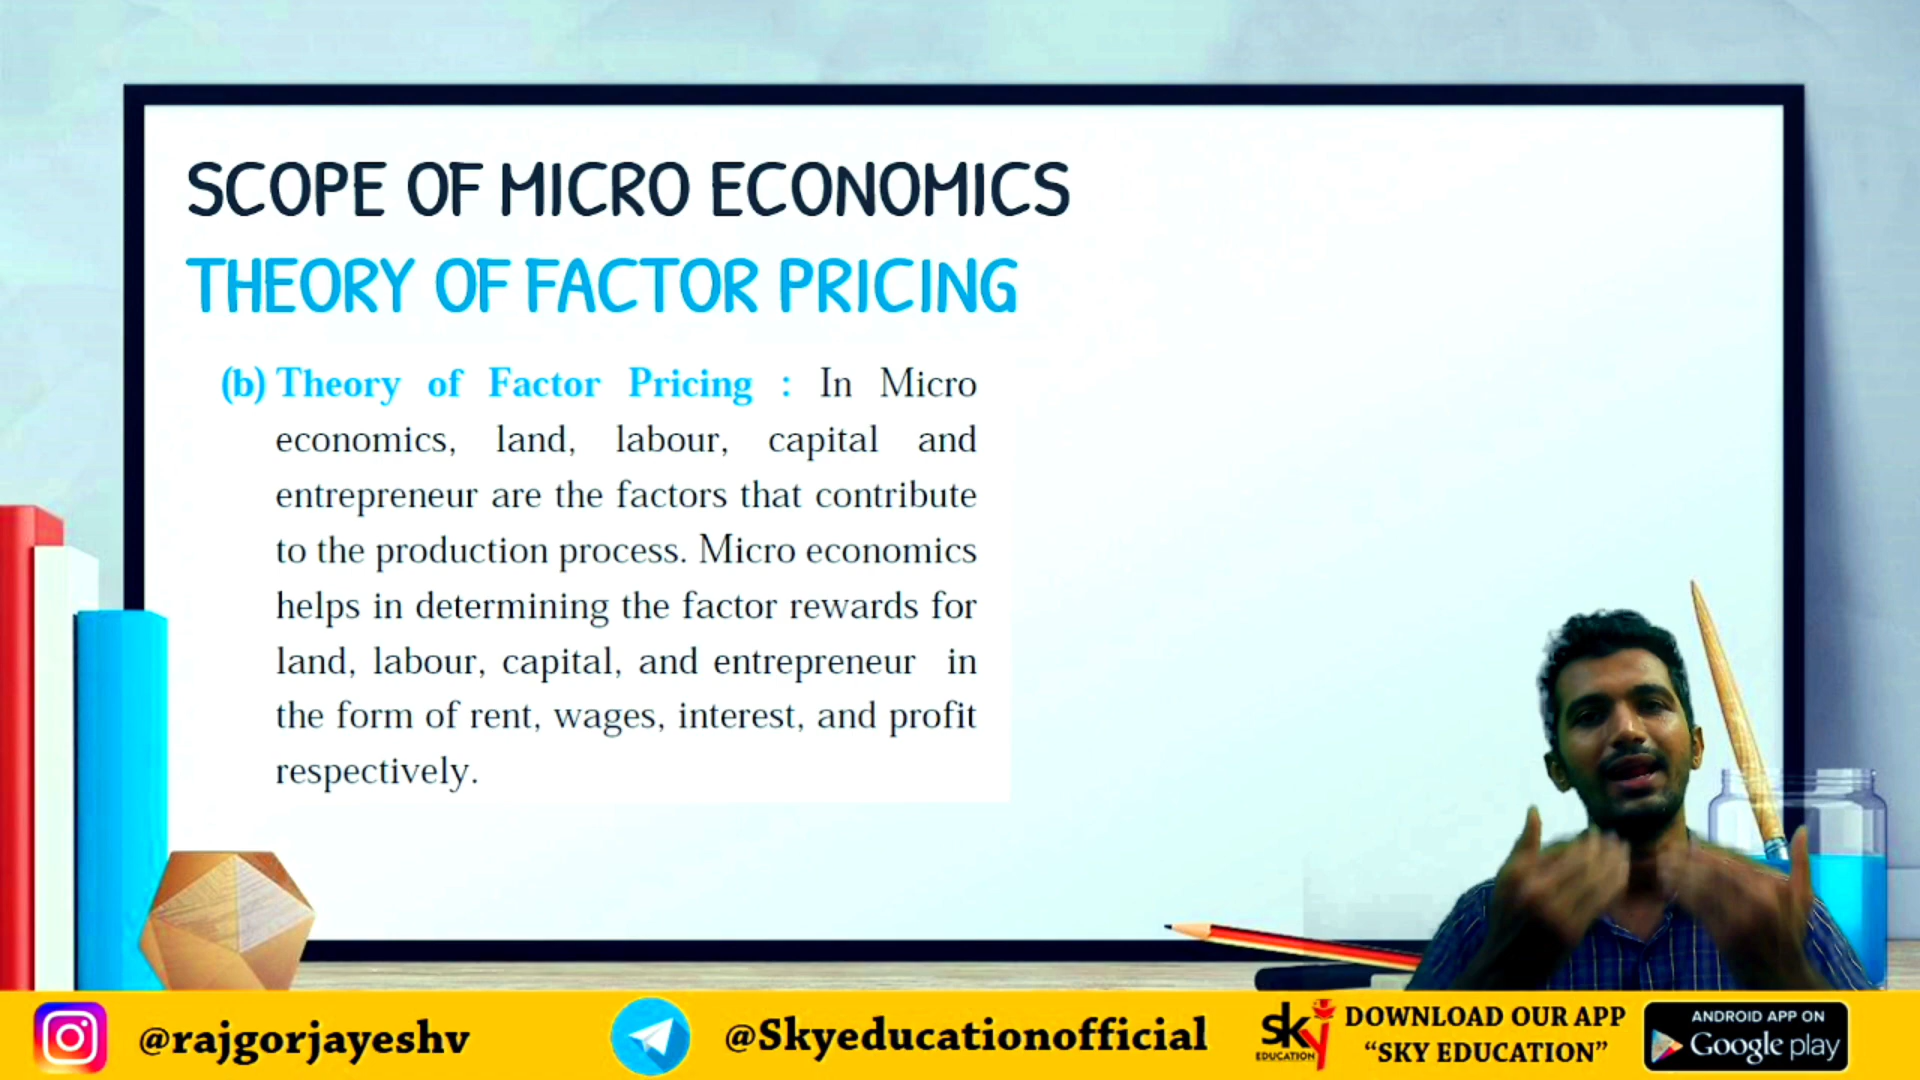 SCOPE OF MICRO ECONOMICS
THEORY OF FACTOR PRICING
(b) Theory of Factor Pricing : In Micro
economics, land, labour, capital and
entrepreneur are the factors that contribute
to the production process. Micro economics
helps in determining the factor rewards for
land, labour, capital, and entrepreneur in
the form of rent, wages, interest, and profit
respectively.
@rajgorjayeshv
@Skyeducationofficial
sky
EDUCATION
DOWNLOAD OUR APP
“SKY EDUCATION”
ANDROID APP ON
Google play